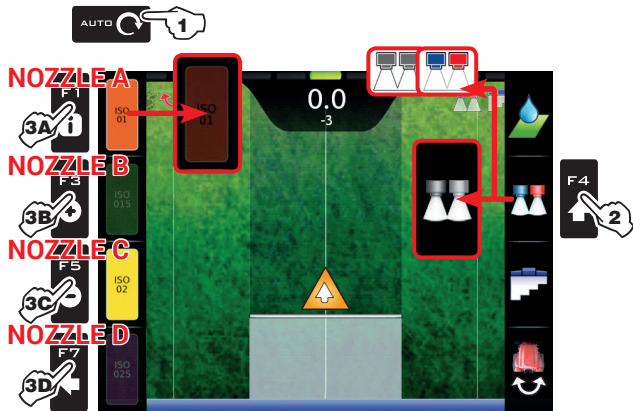 AUTO
1
NOZZLE A
F1
i
3A
ISO
01
ISO
01
0.0
-3
NOZZLE B
F3
+
3B
ISO
015
F4
2
NOZZLE C
F5
-
3C
ISO
02
NOZZLE D
F7
3D
ISO
025